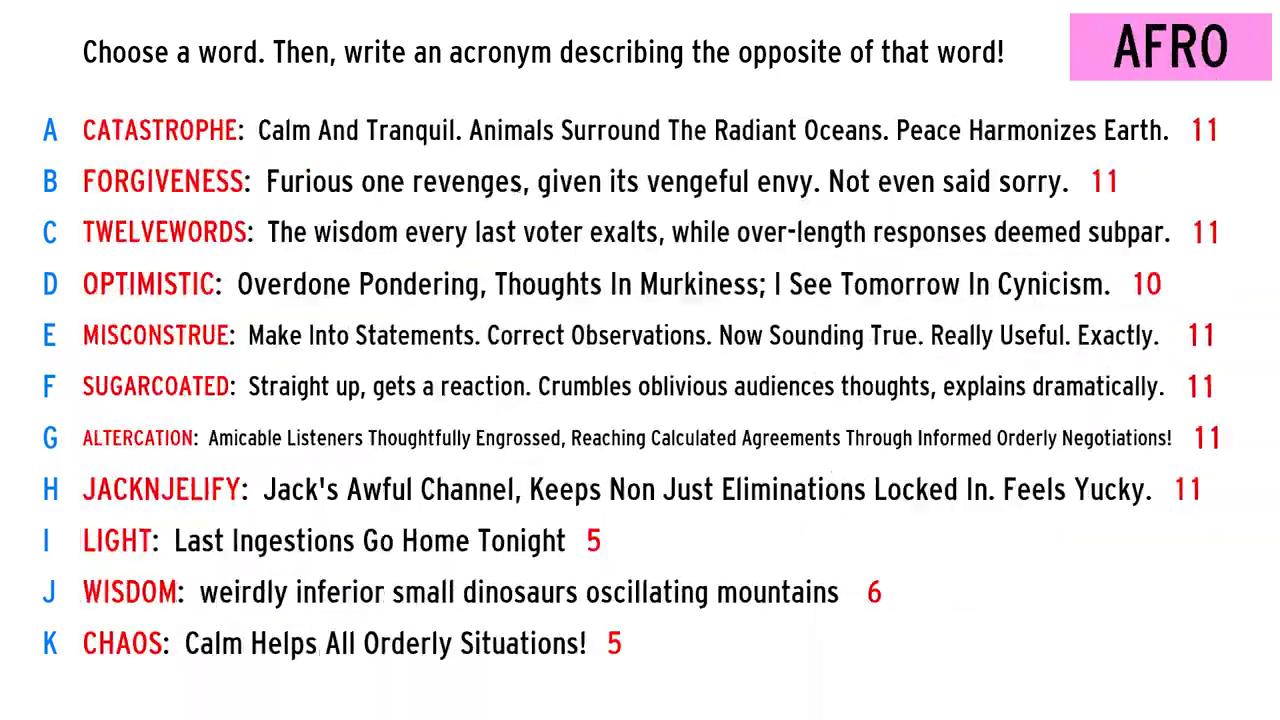 Choose a word. Then, write an acronym describing the opposite of that word!
AFRO
A CATASTROPHE: Calm And Tranquil. Animals Surround The Radiant Oceans. Peace Harmonizes Earth. 11
B FORGIVENESS: Furious one revenges, given its vengeful envy. Not even said sorry. 11
C TWELVEWORDS: The wisdom every last voter exalts, while over-length responses deemed subpar. 11
D OPTIMISTIC: Overdone Pondering, Thoughts In Murkiness; I See Tomorrow In Cynicism. 10
E MISCONSTRUE: Make Into Statements. Correct Observations. Now Sounding True. Really Useful. Exactly. 11
F SUGARCOATED: Straight up, gets a reaction. Crumbles oblivious audiences thoughts, explains dramatically. 11
G ALTERCATION: Amicable Listeners Thoughtfully Engrossed, Reaching Calculated Agreements Through Informed Orderly Negotiations! 11
H JACKNJELIFY: Jack's Awful Channel, Keeps Non Just Eliminations Locked In. Feels Yucky. 11
I LIGHT: Last Ingestions Go Home Tonight 5
J WISDOM: weirdly inferior small dinosaurs oscillating mountains 6
K CHAOS: Calm Helps All Orderly Situations! 5